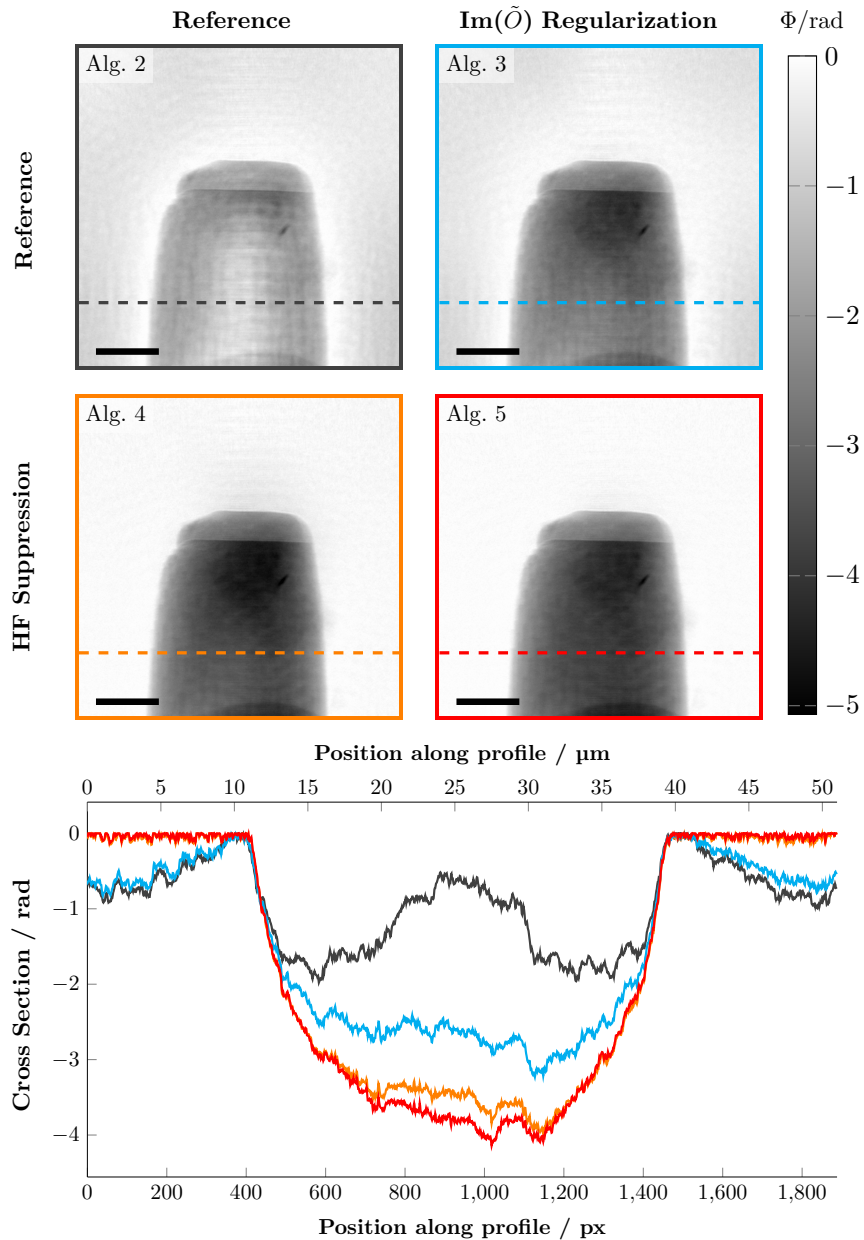 Reference
Im(Õ) Regularization
Φ/rad
Reference
Alg. 2
Alg. 3
0
−1
−2
−3
−4
−5
HF Suppression
Alg. 4
Alg. 5
Position along profile / µm
0 5 10 15 20 25 30 35 40 45 50
Cross Section / rad
0
−1
−2
−3
−4
0 200 400 600 800 1,000 1,200 1,400 1,600 1,800
Position along profile / px